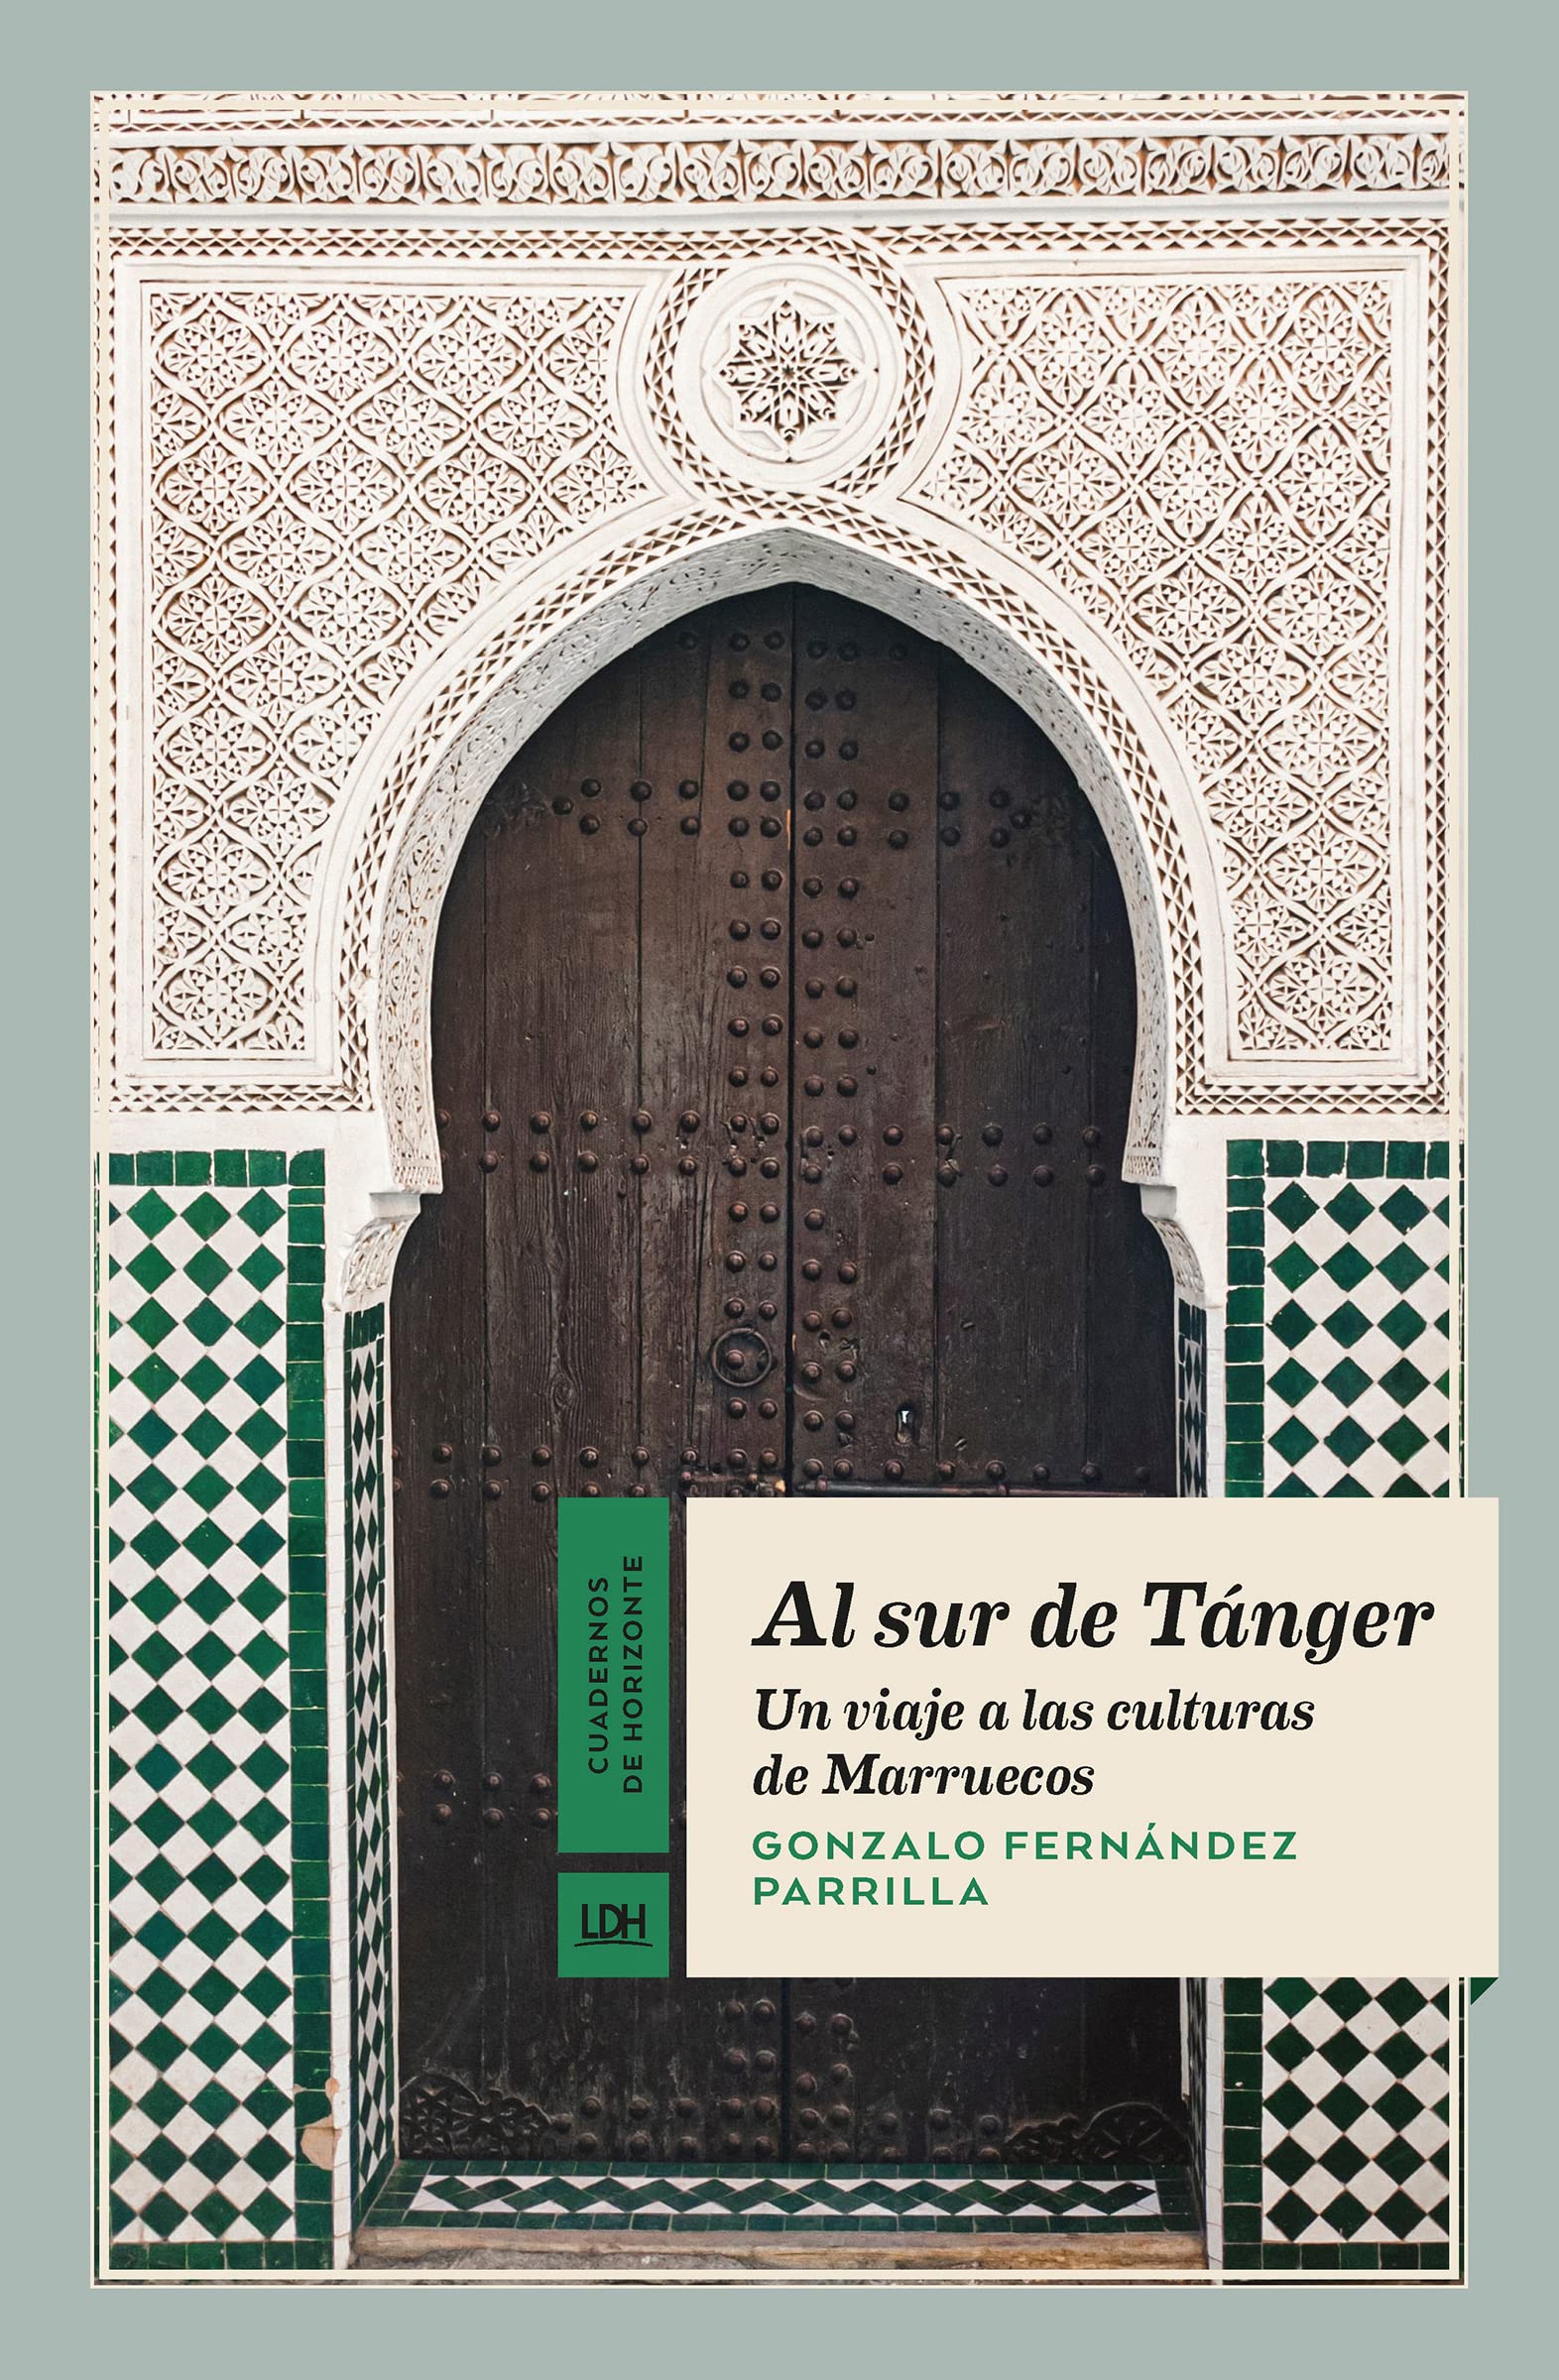 CUADERNOS
DE HORIZONTE
LDH
Al sur de Tánger
Un viaje a las culturas
de Marruecos
GONZALO FERNÁNDEZ
PARRILLA